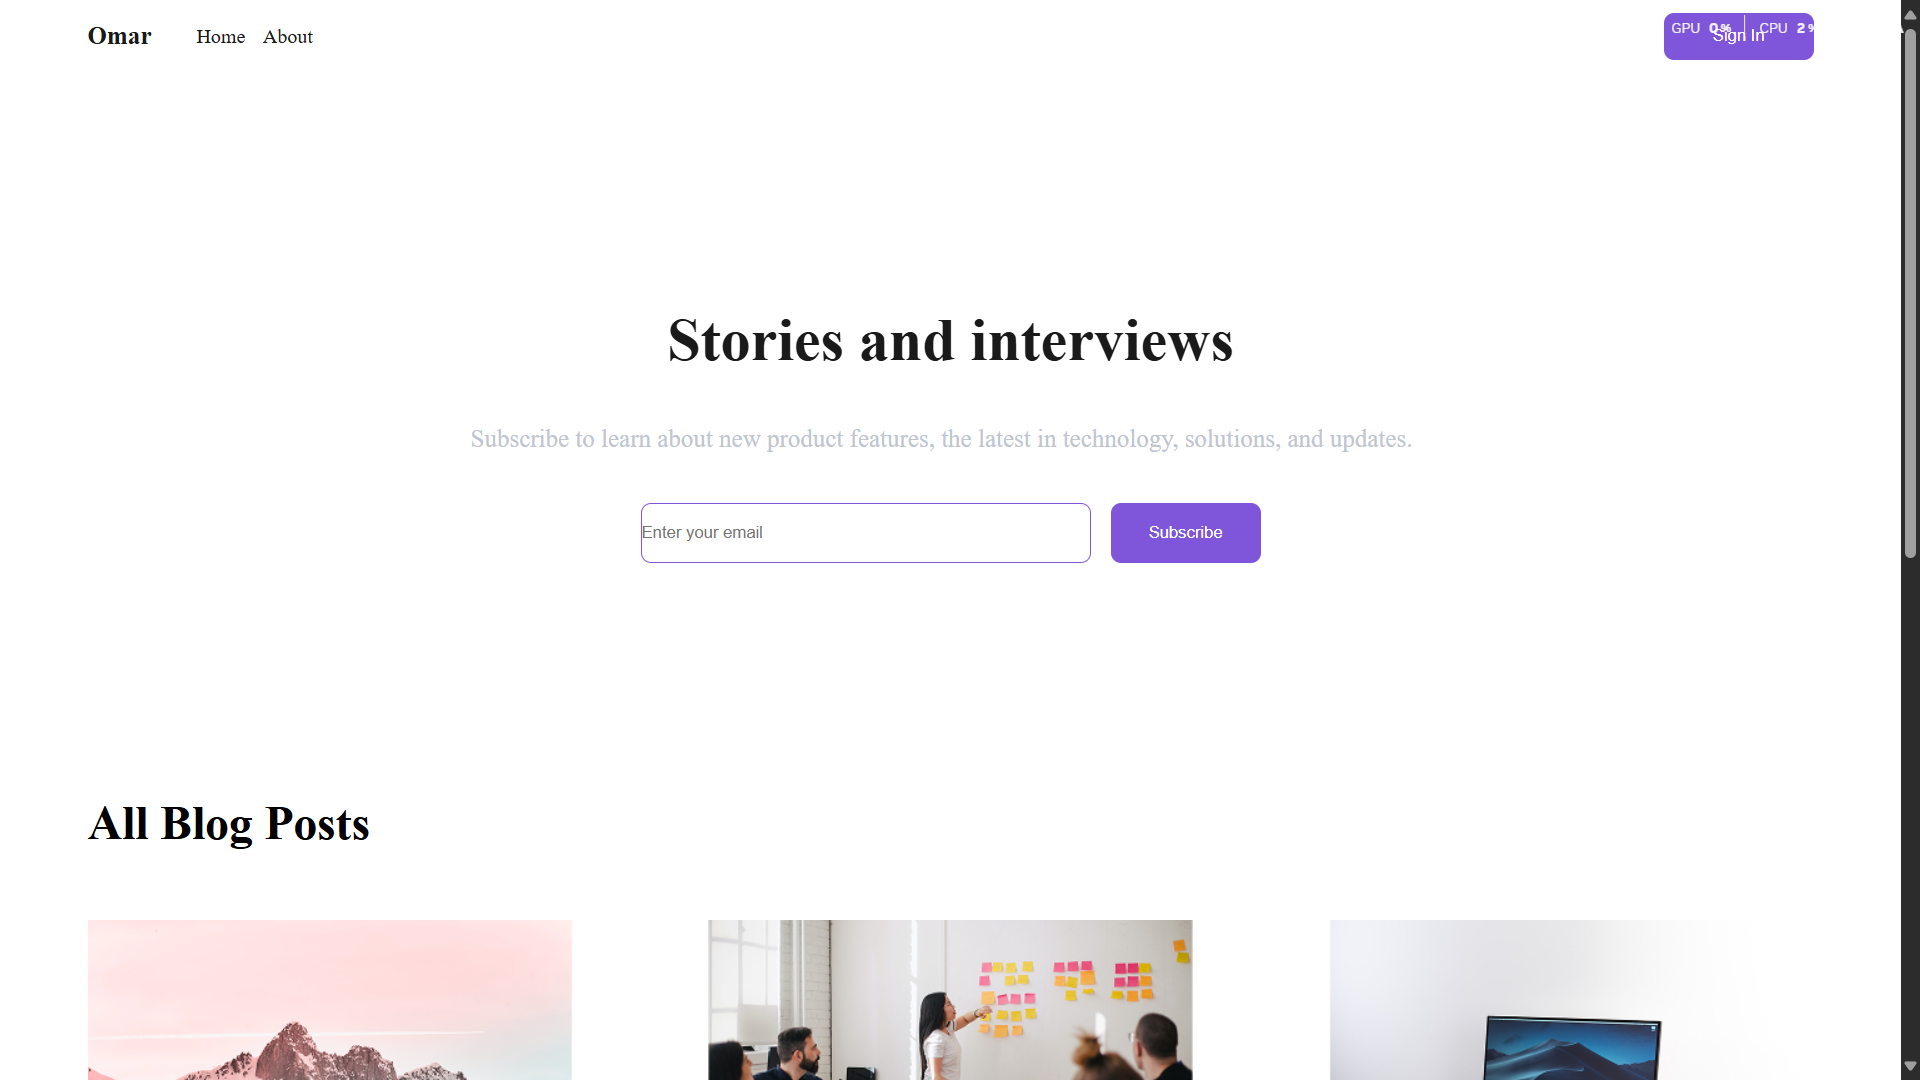 Omar Home About
GPU 0% CPU 2%
Sign In
Stories and interviews
Subscribe to learn about new product features, the latest in technology, solutions, and updates.
Enter your email Subscribe
All Blog Posts